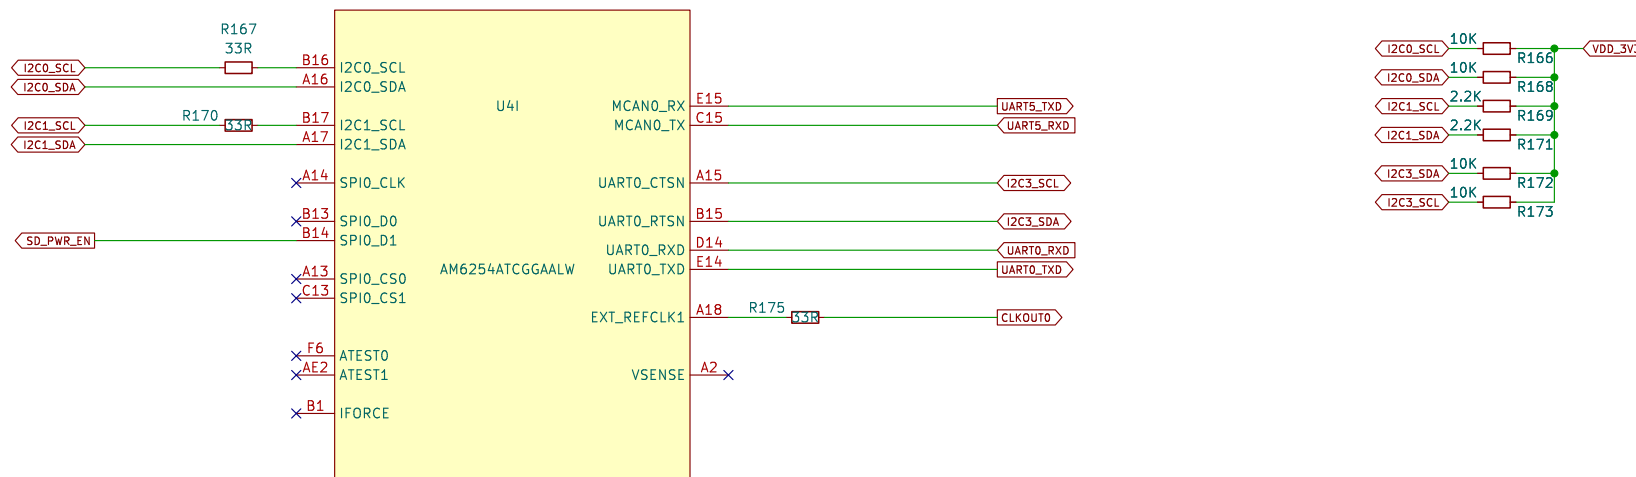 R167
33R
I2C0_SCL
B16
I2C0_SCL
I2C0_SDA
A16
I2C0_SDA
R170
I2C1_SCL
33R
B17
I2C1_SCL
I2C1_SDA
A17
I2C1_SDA
A14
SPI0_CLK
B13
SPI0_D0
SD_PWR_EN
B14
SPI0_D1
A13
SPI0_CS0
C13
SPI0_CS1
F6
ATEST0
AE2
ATEST1
B1
IFORCE
U4I
AM6254ATCGGAALW
MCAN0_RX
E15
UART5_TXD
MCAN0_TX
C15
UART5_RXD
UART0_CTSN
A15
I2C3_SCL
UART0_RTSN
B15
I2C3_SDA
UART0_RXD
D14
UART0_RXD
UART0_TXD
E14
UART0_TXD
EXT_REFCLK1
A18
R175
33R
CLKOUT0
VSENSE
A2
I2C0_SCL
10K
R166
VDD_3V3
I2C0_SDA
10K
R168
I2C1_SCL
2.2K
R169
I2C1_SDA
2.2K
R171
I2C3_SDA
10K
R172
I2C3_SCL
10K
R173